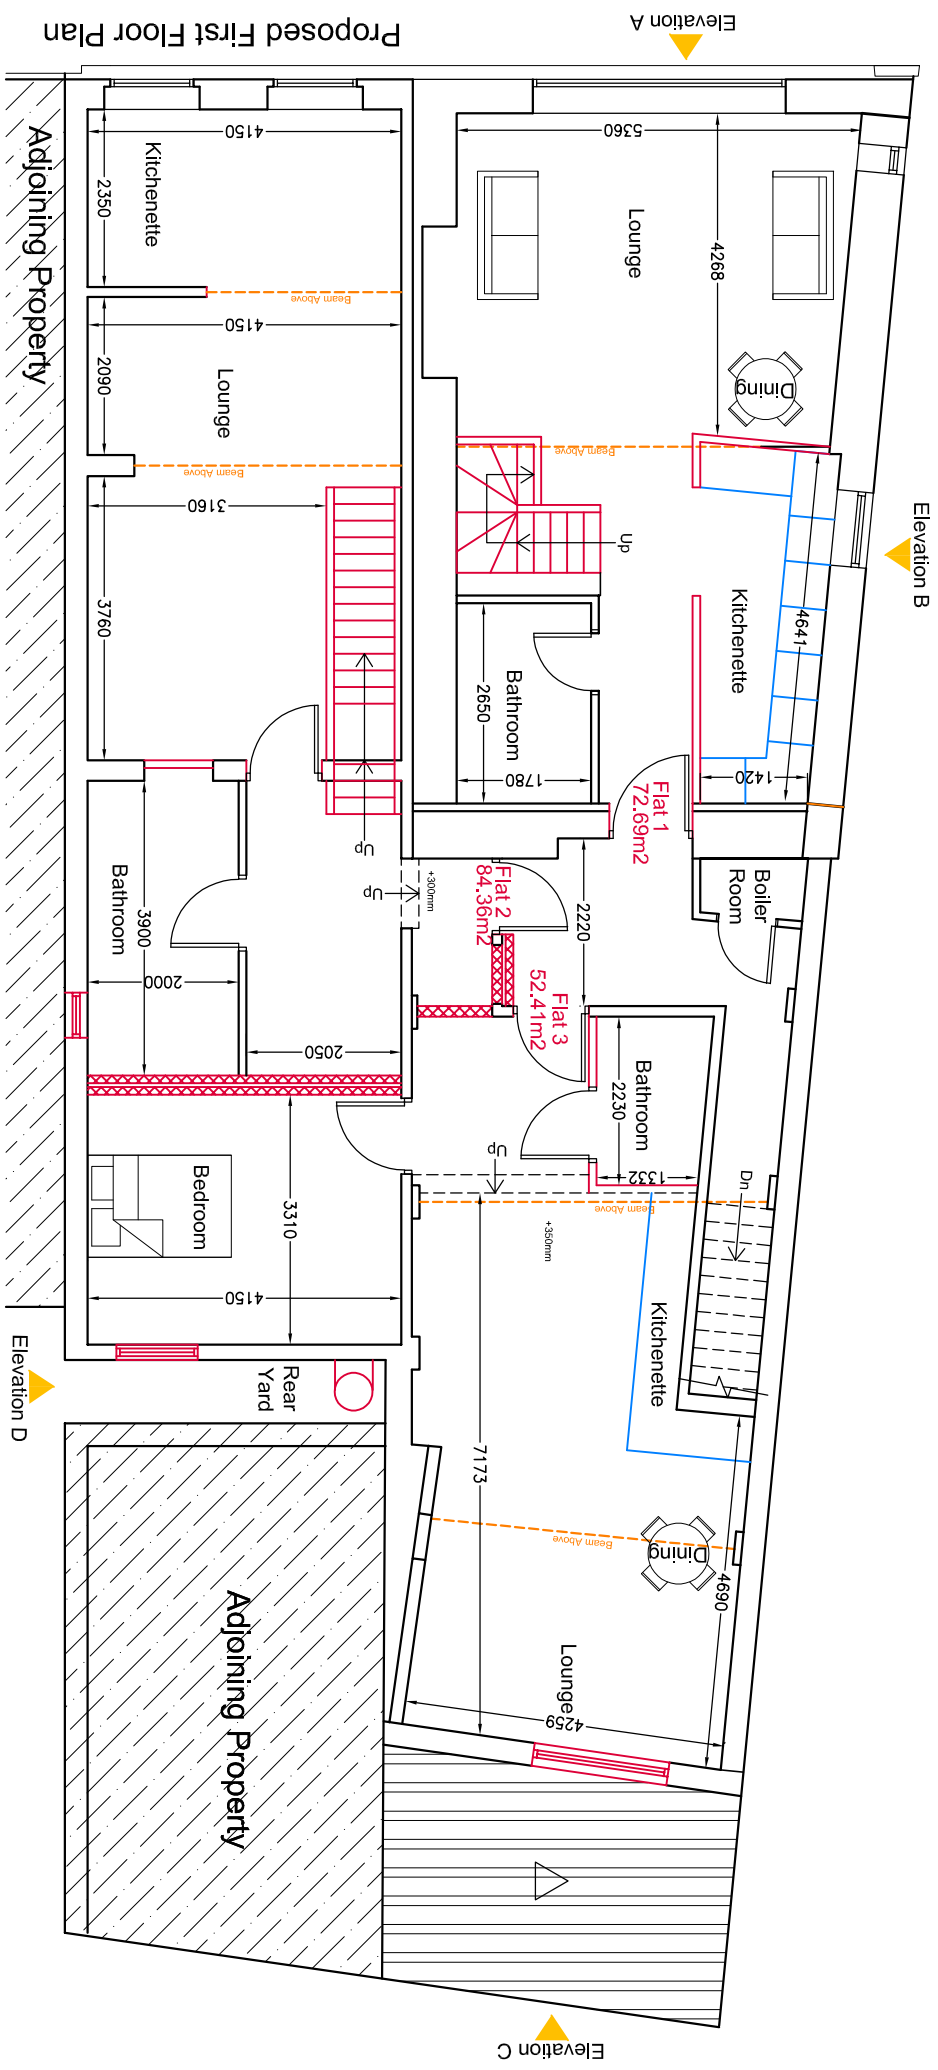 Proposed First Floor Plan
Elevation A
Elevation B
Adjoining Property
Kitchenette
4150
2350
Beam Above
Lounge
4150
2090
Beam Above
3160
3760
Up
Lounge
5360
4268
Dining
Beam Above
Up
Kitchenette
4641
1420
Bathroom
2650
1780
Flat 1
72.69m2
Boiler
Room
Flat 2
84.36m2
2220
+300mm
Up
Flat 3
52.41m2
Bathroom
3900
2000
2050
Bathroom
2230
1332
Up
Dn
Beam Above
+350mm
Bedroom
3310
4150
Kitchenette
Rear
Yard
Elevation D
7173
4690
Beam Above
Dining
Lounge
4259
Adjoining Property
Elevation C